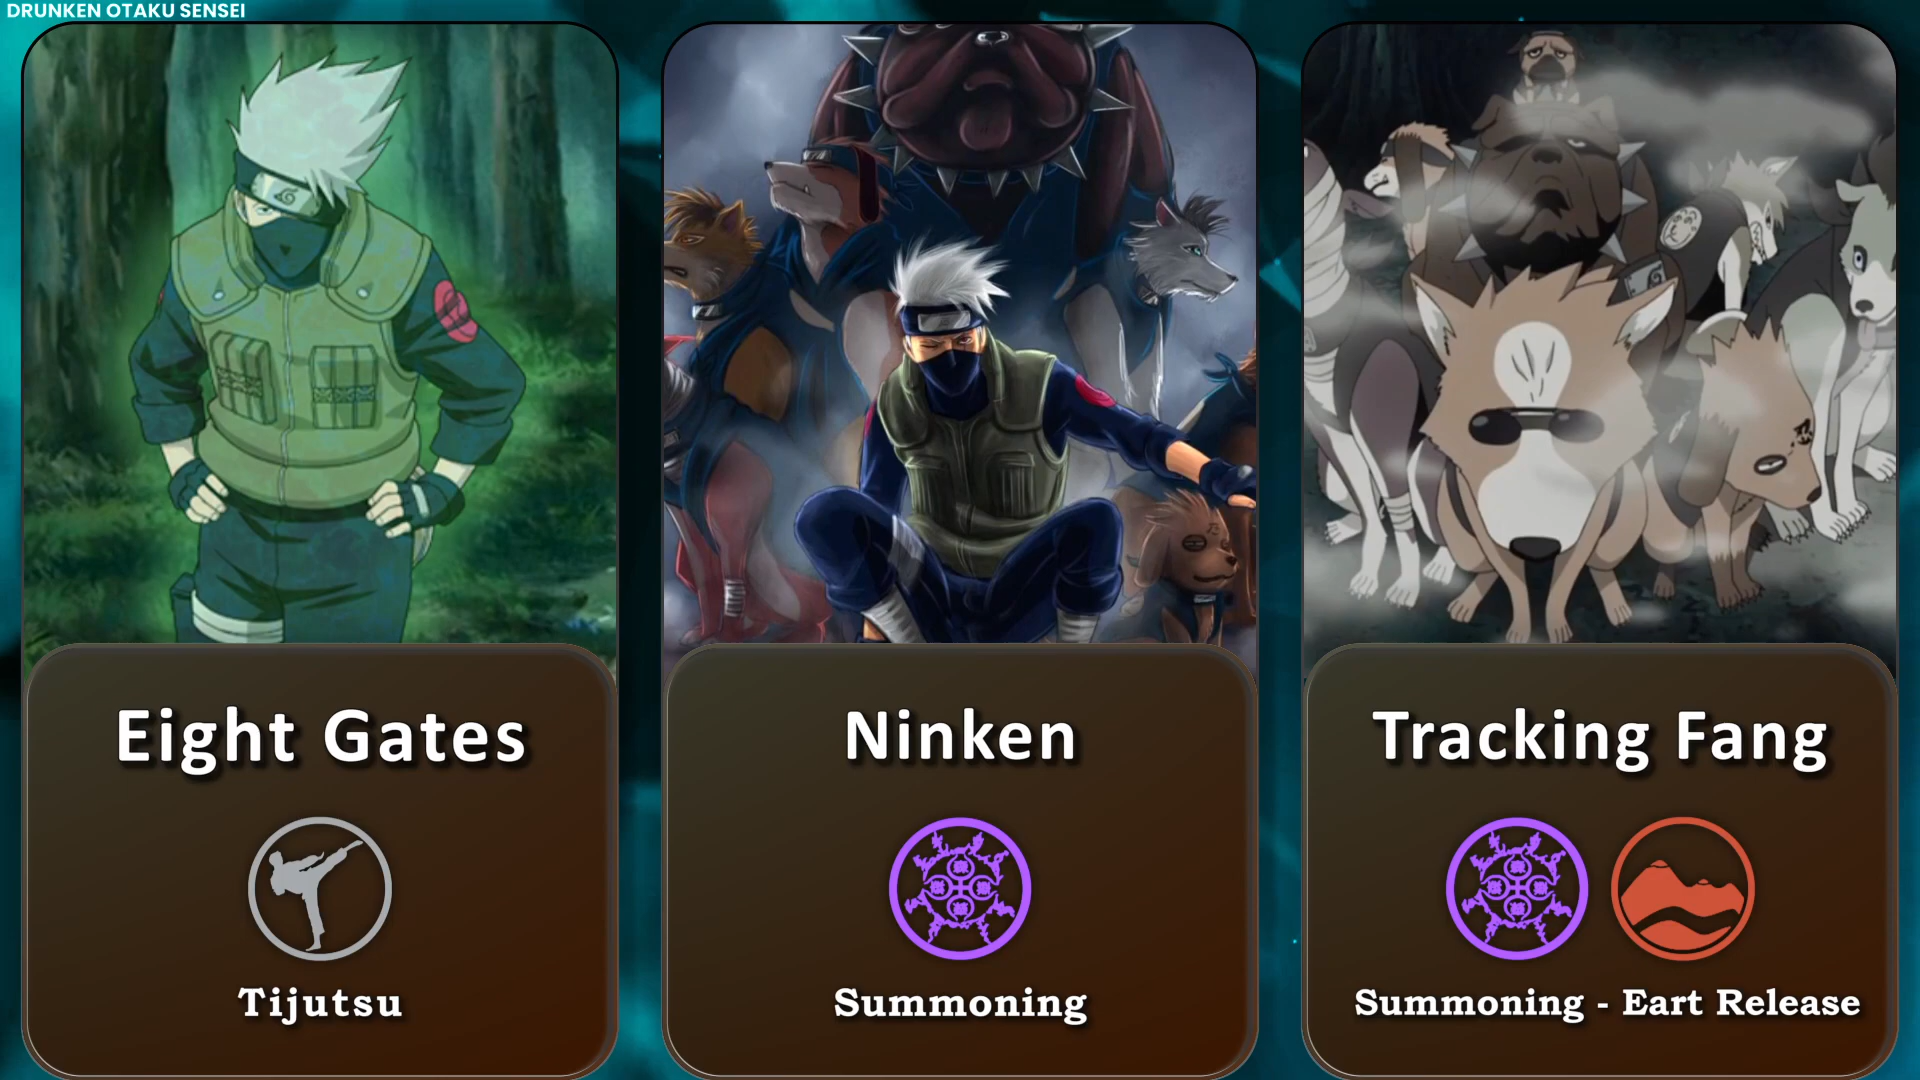 DRUNKEN OTAKU SENSEI
Eight Gates
Tijutsu
Ninken
Summoning
Tracking Fang
Summoning - Eart Release